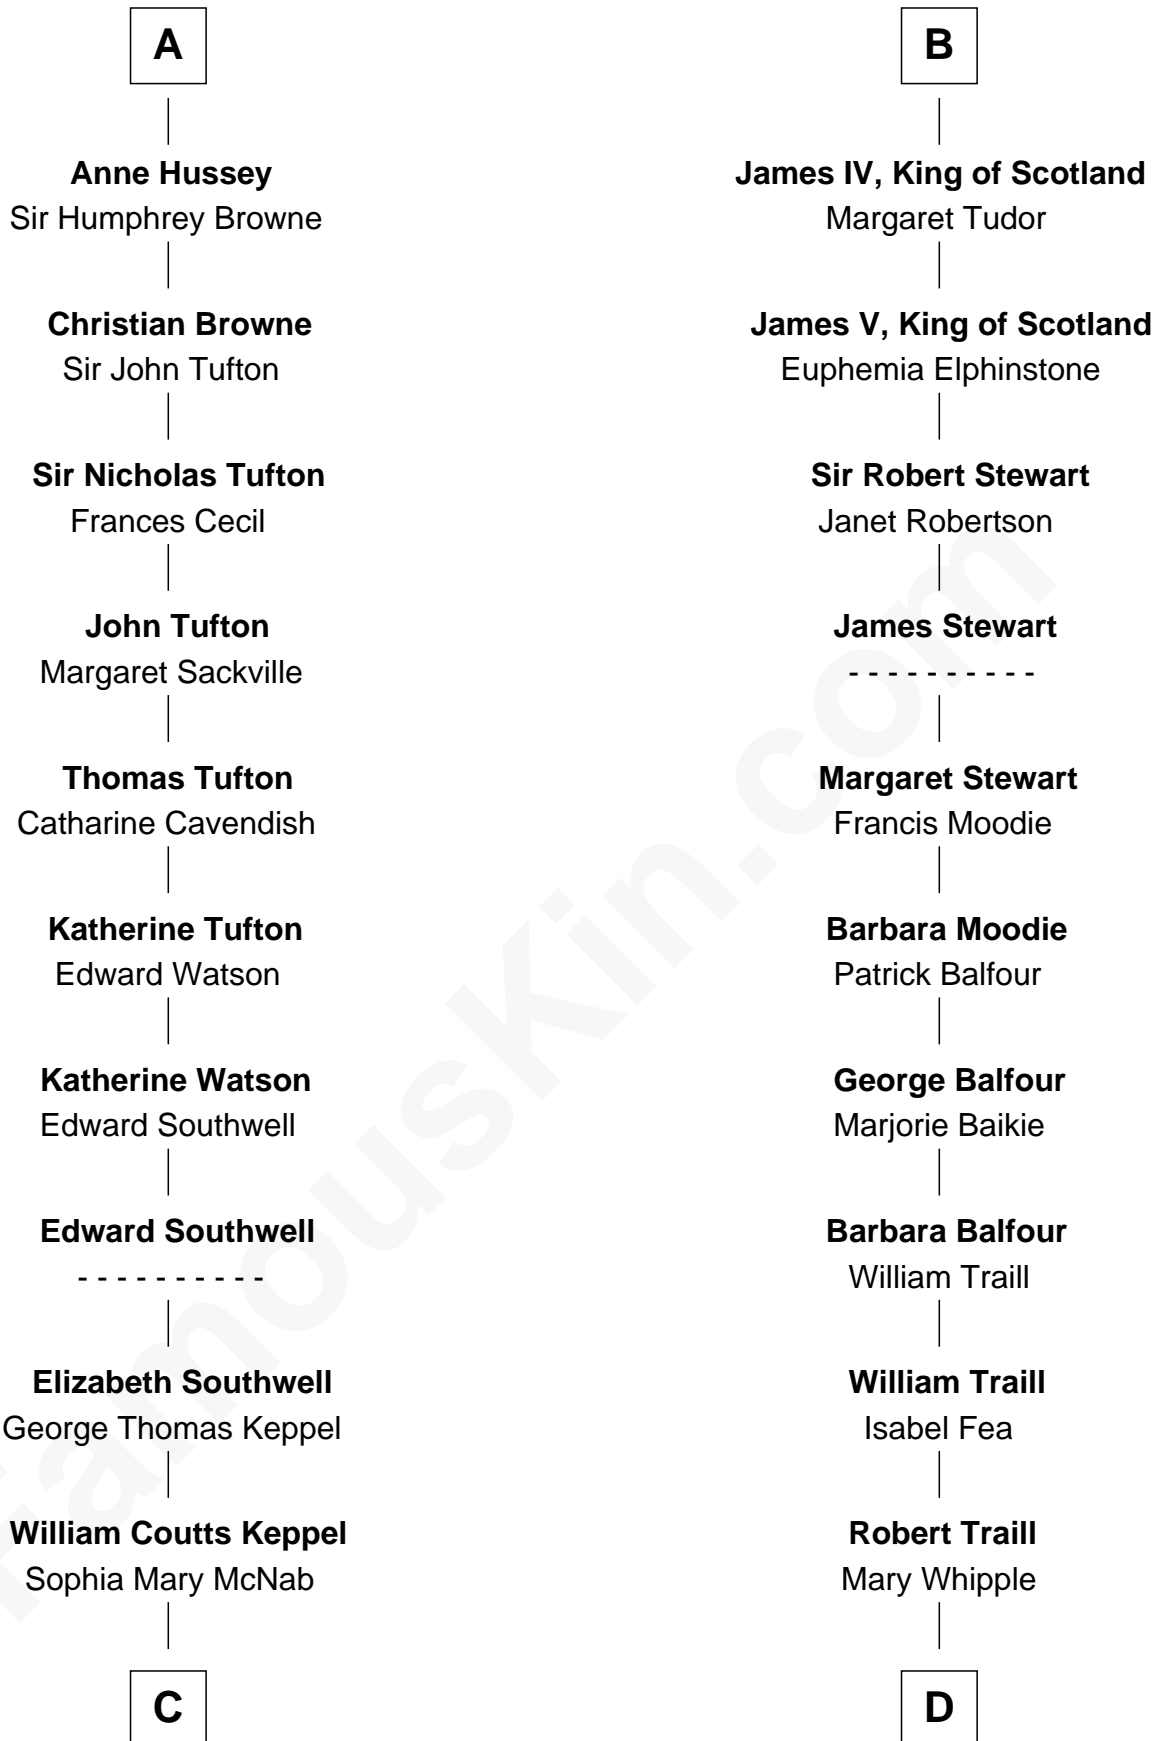 A
Anne Hussey
Sir Humphrey Browne
Christian Browne
Sir John Tufton
Sir Nicholas Tufton
Frances Cecil
John Tufton
Margaret Sackville
Thomas Tufton
Catharine Cavendish
Katherine Tufton
Edward Watson
Katherine Watson
Edward Southwell
Edward Southwell
- - - - - - - - - -
Elizabeth Southwell
George Thomas Keppel
William Coutts Keppel
Sophia Mary McNab
C
B
James IV, King of Scotland
Margaret Tudor
James V, King of Scotland
Euphemia Elphinstone
Sir Robert Stewart
Janet Robertson
James Stewart
- - - - - - - - - -
Margaret Stewart
Francis Moodie
Barbara Moodie
Patrick Balfour
George Balfour
Marjorie Baikie
Barbara Balfour
William Traill
William Traill
Isabel Fea
Robert Traill
Mary Whipple
D
FamousKin.com